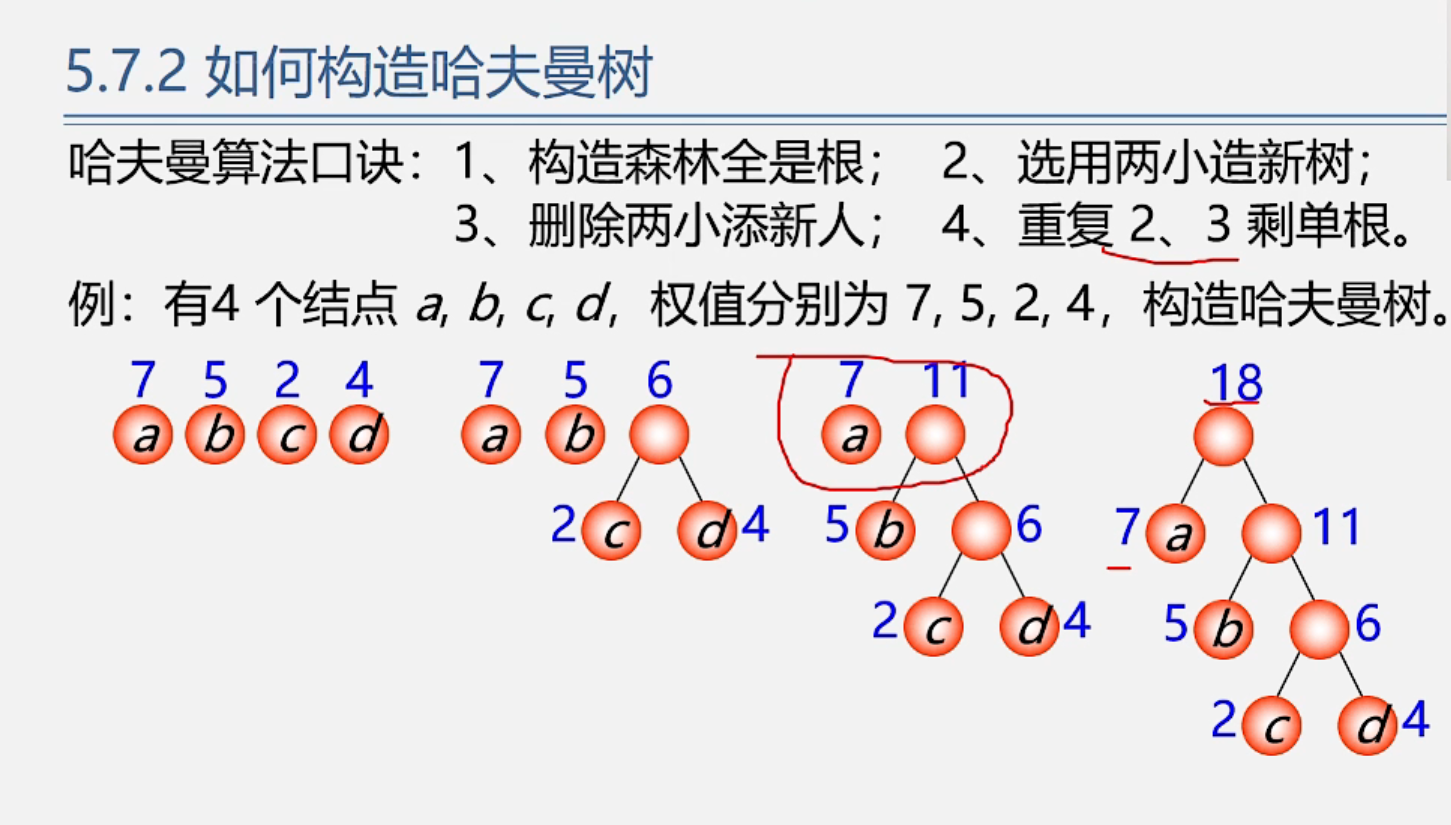 5.7.2 如何构造哈夫曼树
哈夫曼算法口诀：1、构造森林全是根； 2、选用两小造新树；
3、删除两小添新人； 4、重复 2、3 剩单根。
例：有4 个结点 a, b, c, d，权值分别为 7, 5, 2, 4，构造哈夫曼树。
7 5 2 4 7 5 6 7 11 18
a b c d a b a
2 c d 4 5 b 6 7 a 11
2 c d 4 5 b 6
2 c d 4